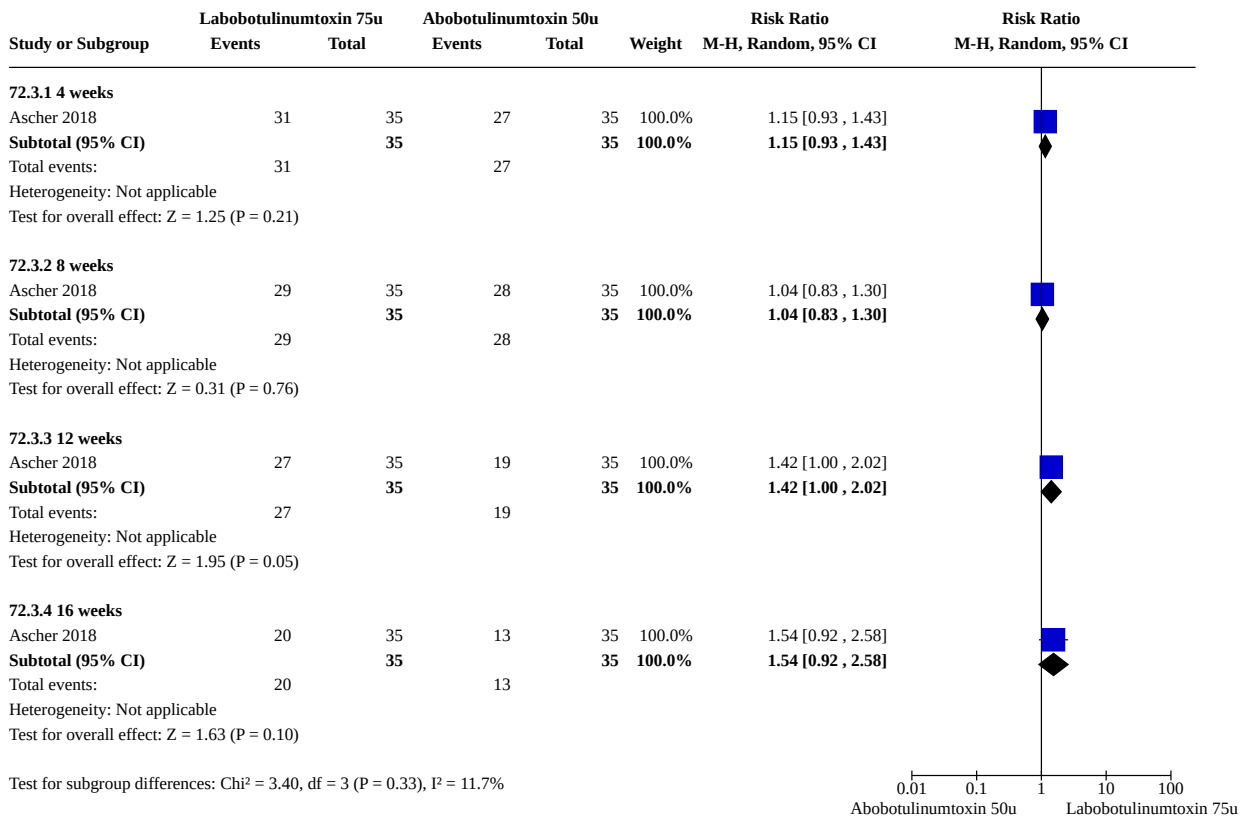 Labobotulinumtoxin 75u Abobotulinumtoxin 50u Risk Ratio Risk Ratio
Study or Subgroup Events Total Events Total Weight M-H, Random, 95% CI M-H, Random, 95% CI
72.3.1 4 weeks
Ascher 2018 31 35 27 35 100.0% 1.15 [0.93 , 1.43]
Subtotal (95% CI) 35 35 100.0% 1.15 [0.93 , 1.43]
Total events: 31 27
Heterogeneity: Not applicable
Test for overall effect: Z = 1.25 (P = 0.21)
72.3.2 8 weeks
Ascher 2018 29 35 28 35 100.0% 1.04 [0.83 , 1.30]
Subtotal (95% CI) 35 35 100.0% 1.04 [0.83 , 1.30]
Total events: 29 28
Heterogeneity: Not applicable
Test for overall effect: Z = 0.31 (P = 0.76)
72.3.3 12 weeks
Ascher 2018 27 35 19 35 100.0% 1.42 [1.00 , 2.02]
Subtotal (95% CI) 35 35 100.0% 1.42 [1.00 , 2.02]
Total events: 27 19
Heterogeneity: Not applicable
Test for overall effect: Z = 1.95 (P = 0.05)
72.3.4 16 weeks
Ascher 2018 20 35 13 35 100.0% 1.54 [0.92 , 2.58]
Subtotal (95% CI) 35 35 100.0% 1.54 [0.92 , 2.58]
Total events: 20 13
Heterogeneity: Not applicable
Test for overall effect: Z = 1.63 (P = 0.10)
Test for subgroup differences: Chi² = 3.40, df = 3 (P = 0.33), I² = 11.7%
0.01 0.1 1 10 100
Abobotulinumtoxin 50u Labobotulinumtoxin 75u